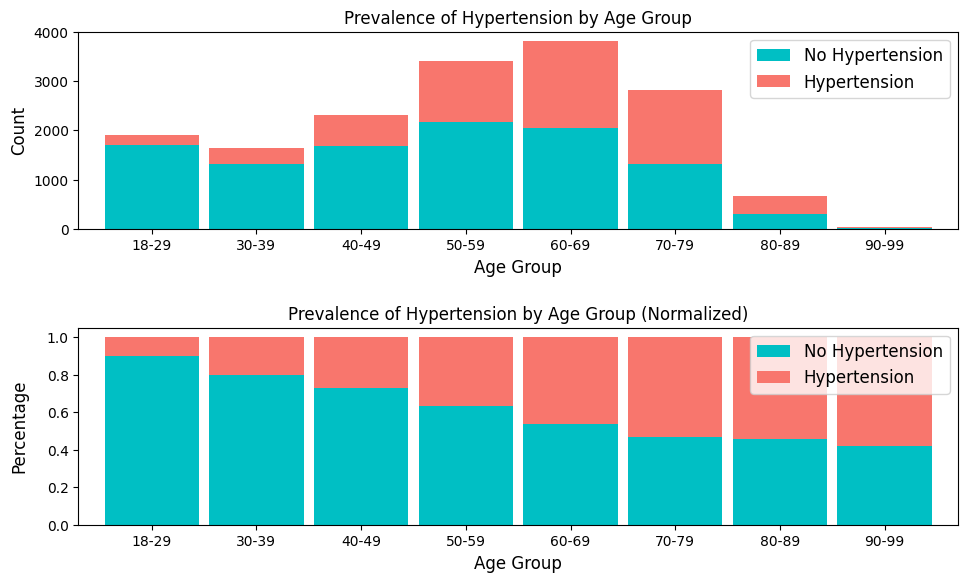 Prevalence of Hypertension by Age Group
4000
3000
2000
1000
0
Count
No Hypertension
Hypertension
18-29 30-39 40-49 50-59 60-69 70-79 80-89 90-99
Age Group
Prevalence of Hypertension by Age Group (Normalized)
1.0
0.8
0.6
0.4
0.2
0.0
Percentage
No Hypertension
Hypertension
18-29 30-39 40-49 50-59 60-69 70-79 80-89 90-99
Age Group